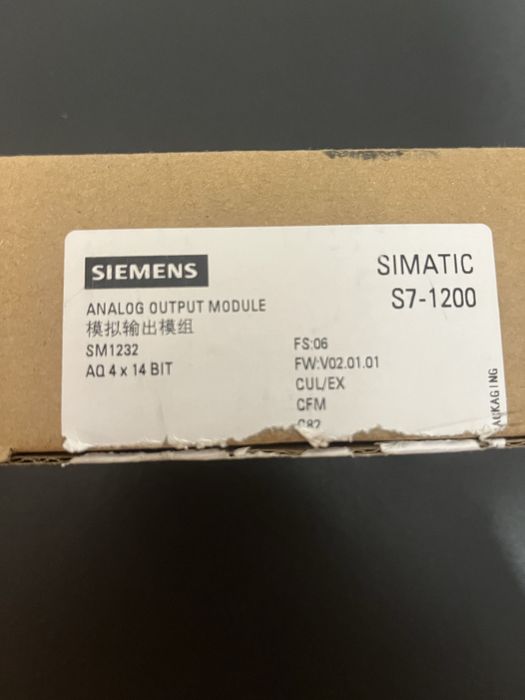 SIEMENS
SIMATIC
S7-1200
ANALOG OUTPUT MODULE
模拟输出模组
SM1232
AQ 4 x 14 BIT
FS:06
FW:V02.01.01
CUL/EX
CFM